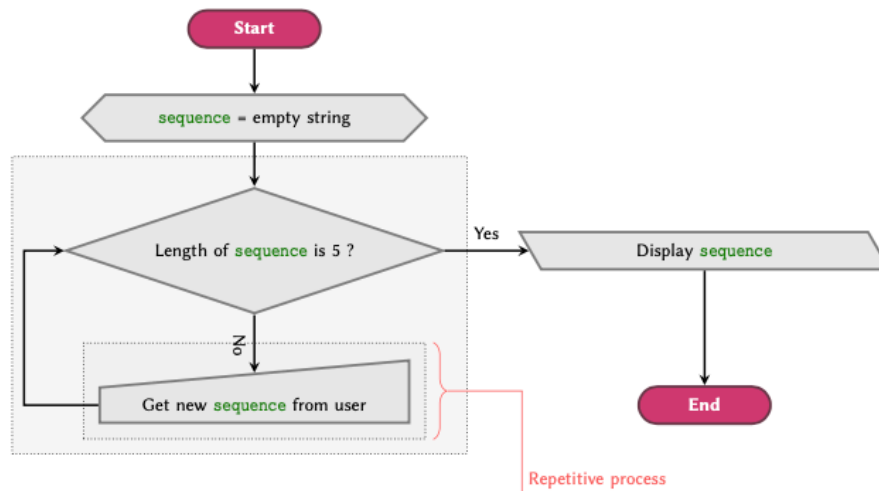 Start
sequence = empty string
Length of sequence is 5 ?
Yes
Display sequence
No
Get new sequence from user
End
Repetitive process